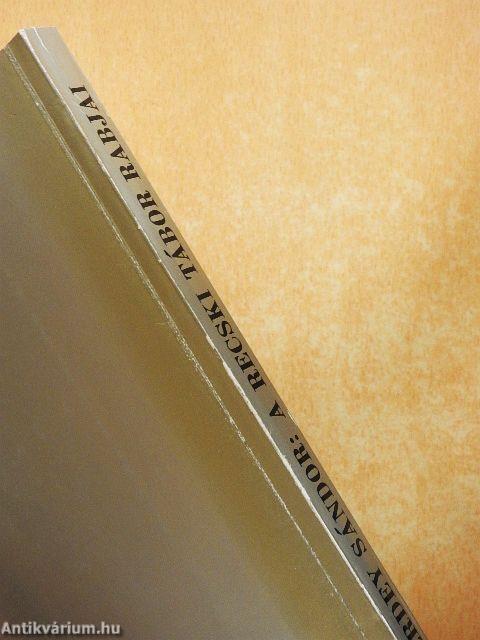 RDEY SÁNDOR: A RECSKI TÁBOR RABJAI
Antikvárium.hu